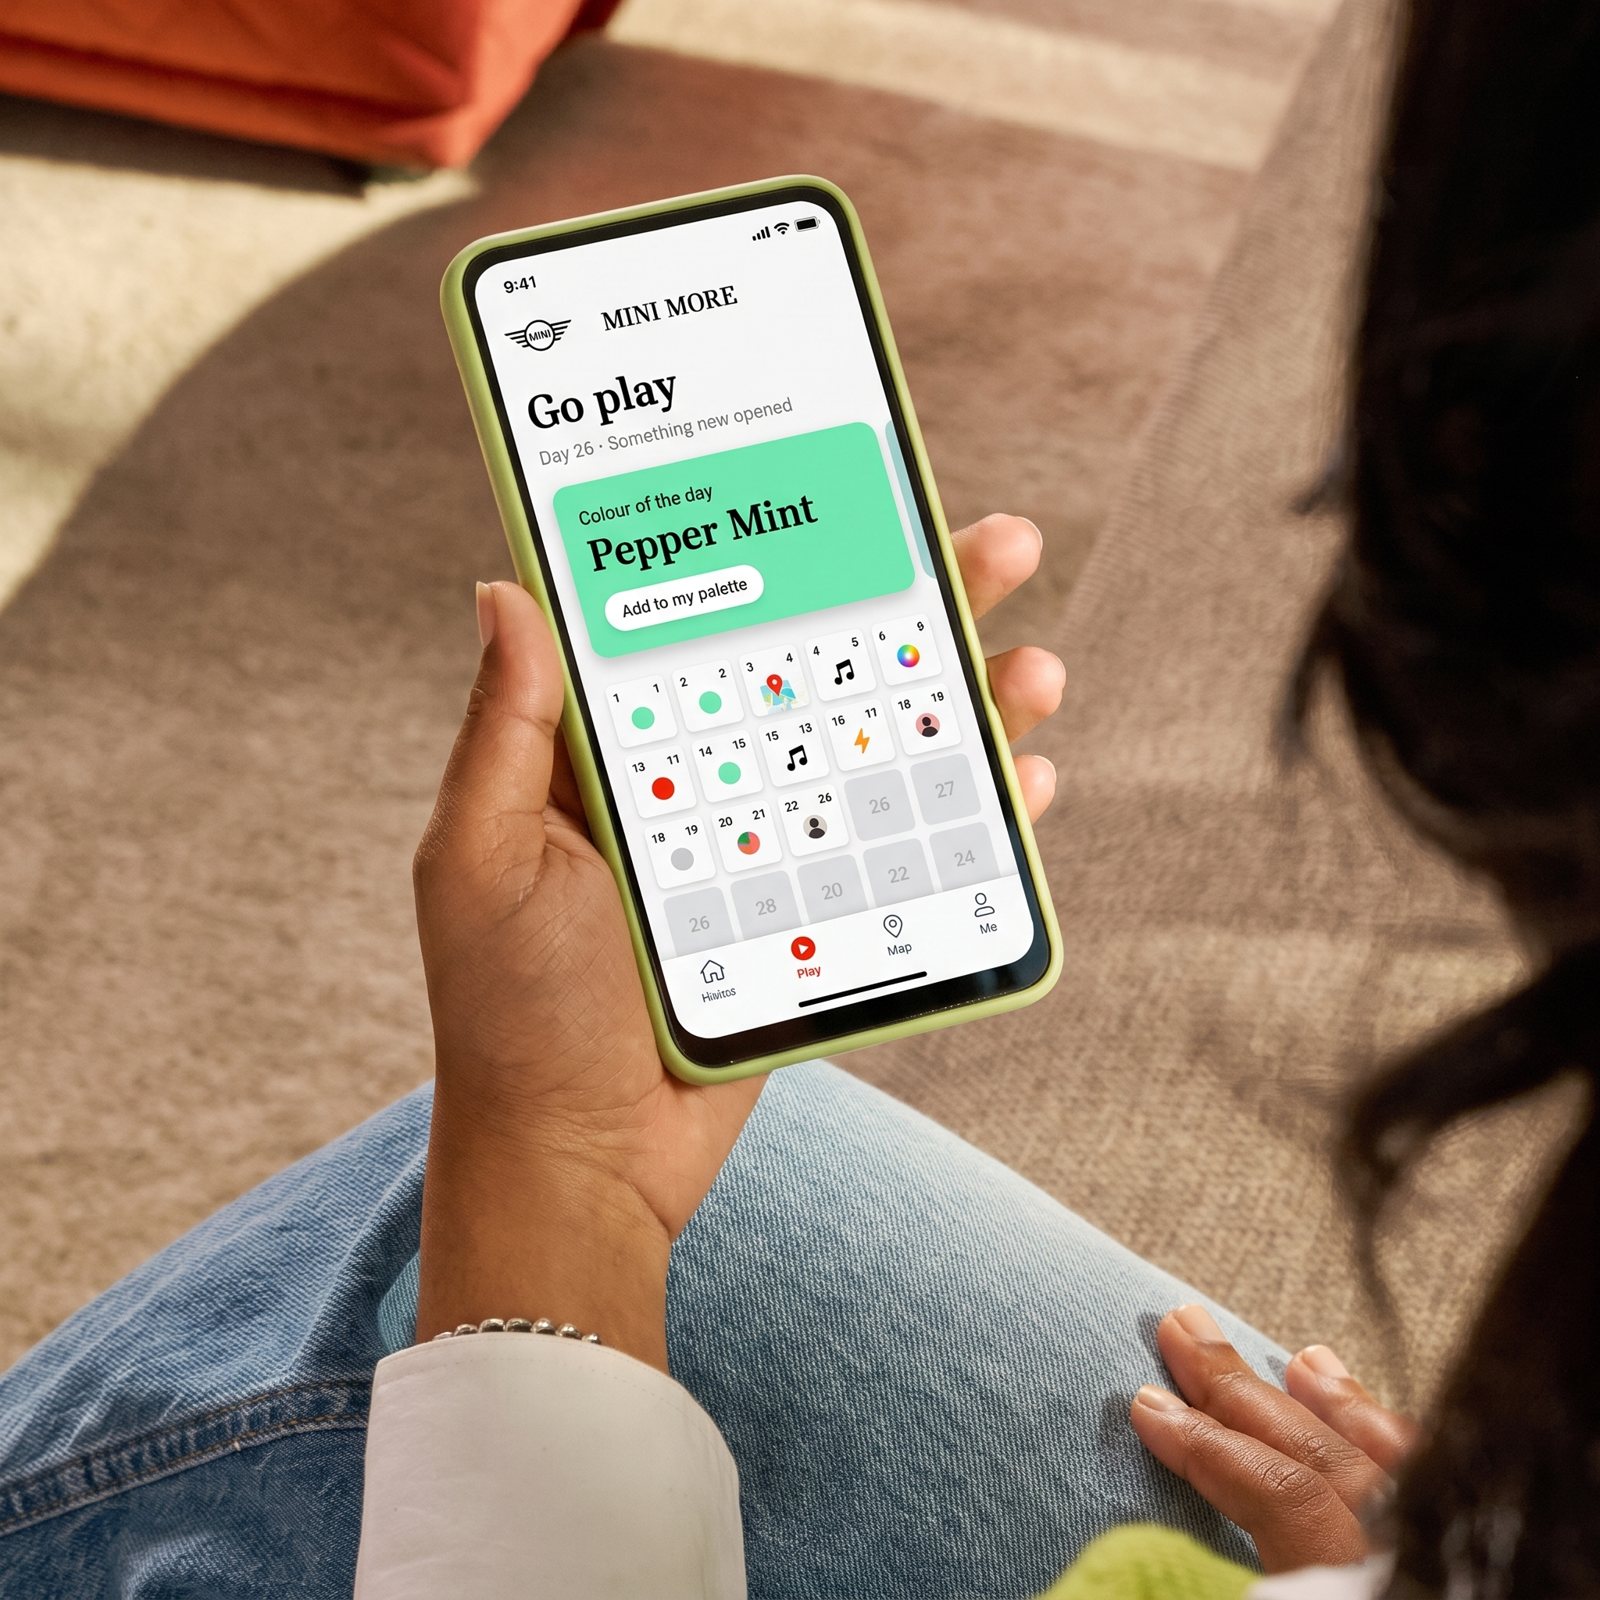 9:41
MINI
MINI MORE
Go play
Day 26 · Something new opened
Colour of the day
Pepper Mint
Add to my palette
1 1 2 2 3 4 4 5 6 9
13 11 14 15 15 13 16 11 18 19
18 19 20 21 22 26 26 27
26 28 20 22 24
Play
Map
Me